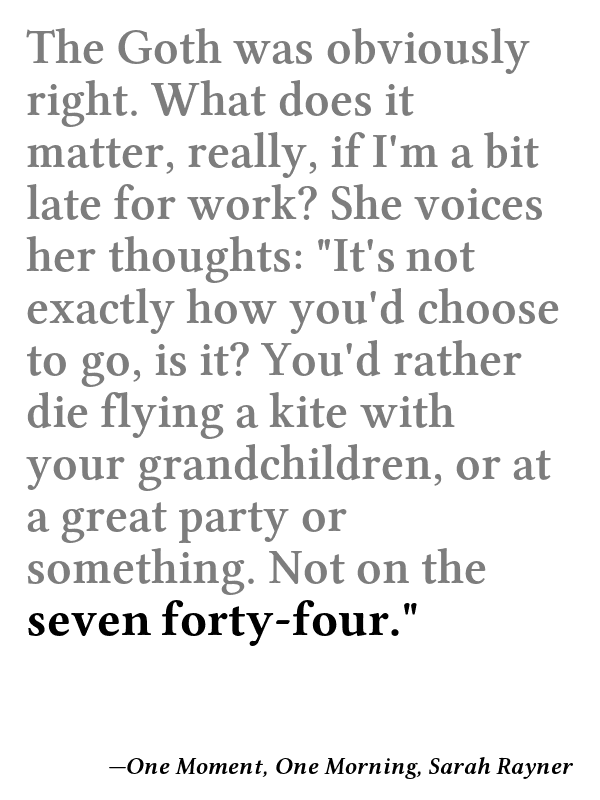 The Goth was obviously
right. What does it
matter, really, if I'm a bit
late for work? She voices
her thoughts: "It's not
exactly how you'd choose
to go, is it? You'd rather
die flying a kite with
your grandchildren, or at
a great party or
something. Not on the
seven forty-four."
—One Moment, One Morning, Sarah Rayner